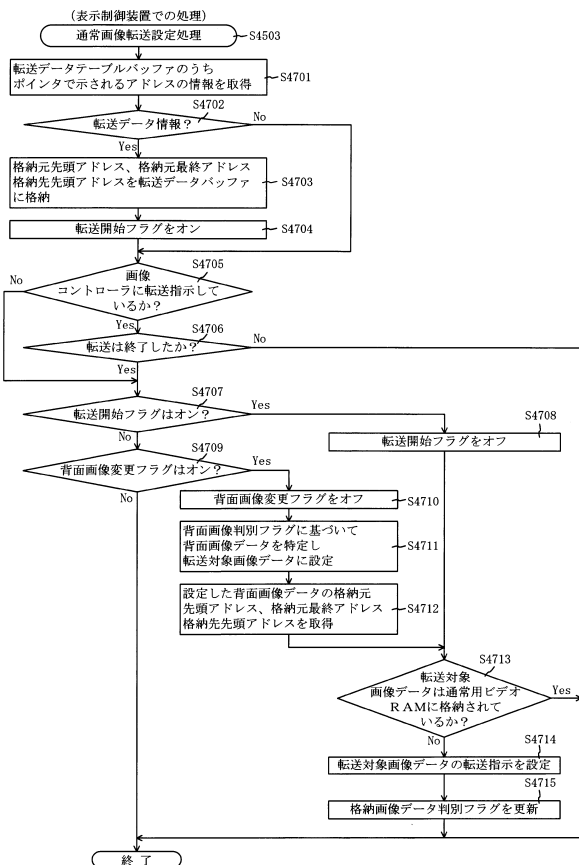 (表示制御装置での処理)
通常画像転送設定処理
S4503
転送データテーブルバッファのうち
ポインタで示されるアドレスの情報を取得
S4701
S4702
転送データ情報?
No
Yes
格納元先頭アドレス、格納元最終アドレス
格納先先頭アドレスを転送データバッファ
に格納
S4703
転送開始フラグをオン
S4704
S4705
画像
コントローラに転送指示して
いるか?
No
Yes
S4706
転送は終了したか?
No
Yes
S4707
転送開始フラグはオン?
Yes
No
S4708
転送開始フラグをオフ
S4709
背面画像変更フラグはオン?
Yes
No
背面画像変更フラグをオフ
S4710
背面画像判別フラグに基づいて
背面画像データを特定し
転送対象画像データに設定
S4711
設定した背面画像データの格納元
先頭アドレス、格納元最終アドレス
格納先先頭アドレスを取得
S4712
S4713
転送対象
画像データは通常用ビデオ
RAMに格納されて
いるか?
Yes
No
S4714
転送対象画像データの転送指示を設定
S4715
格納画像データ判別フラグを更新
終了